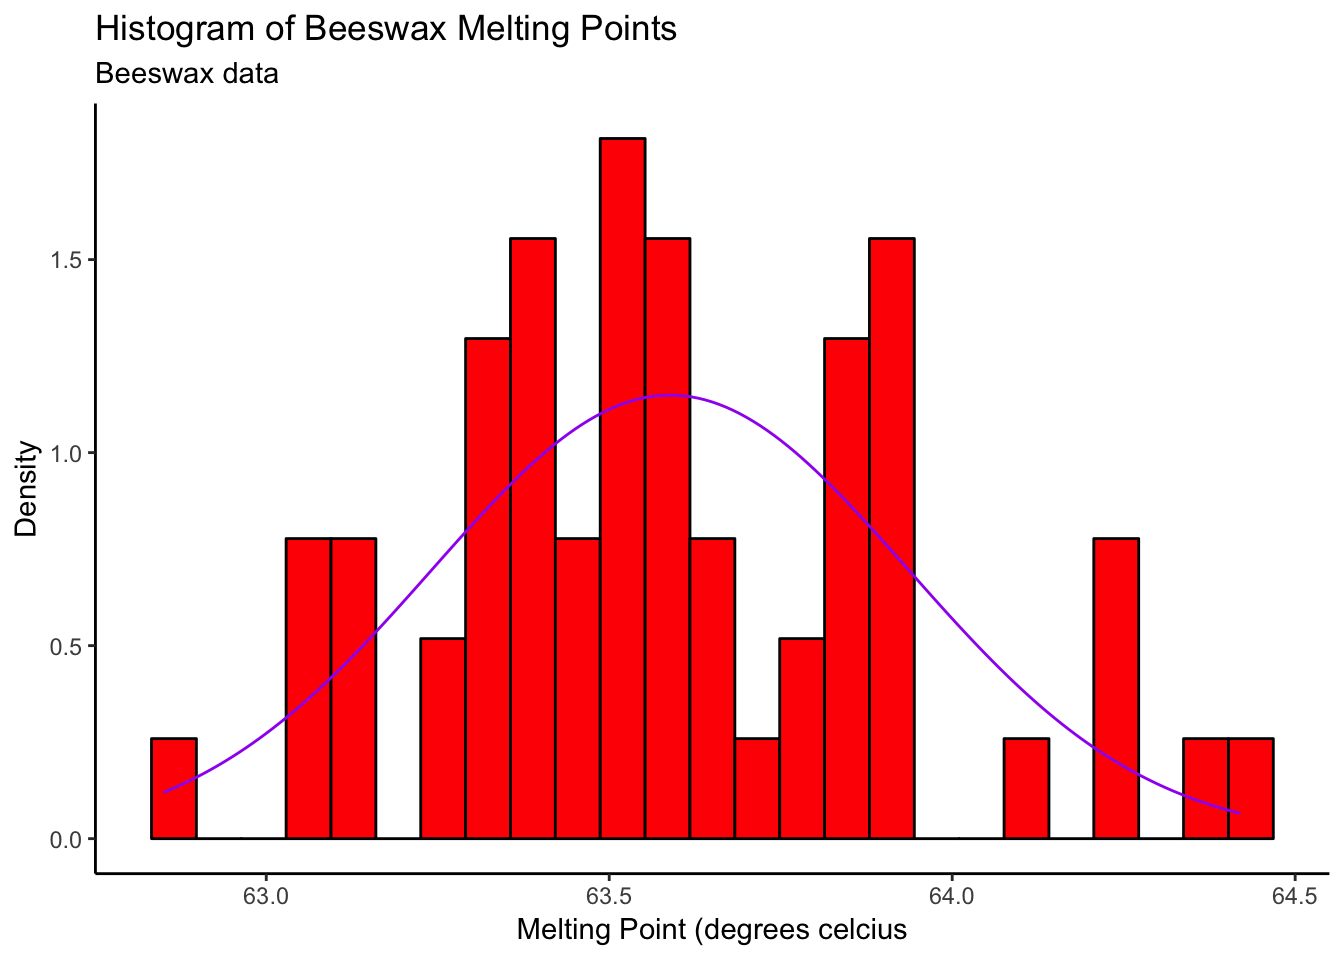 Histogram of Beeswax Melting Points
Beeswax data
1.5
1.0
0.5
0.0
Density
63.0 63.5 64.0 64.5
Melting Point (degrees celcius